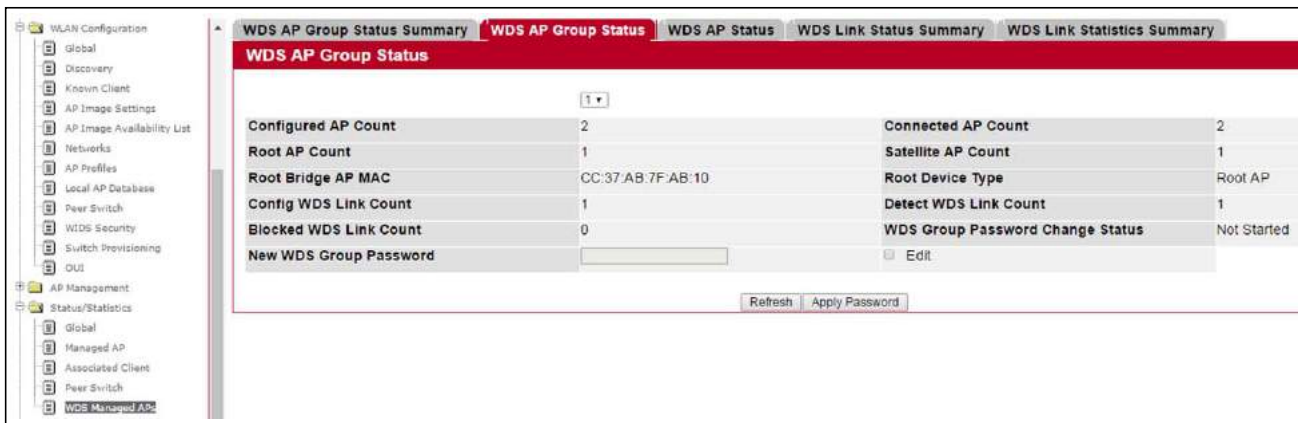 WLAN Configuration
Global
Discovery
Known Client
AP Image Settings
AP Image Availability List
Networks
AP Profiles
Local AP Database
Peer Switch
WIDS Security
Switch Provisioning
OUI
AP Management
Status/Statistics
Global
Managed AP
Associated Client
Peer Switch
WDS Managed APs
WDS AP Group Status Summary WDS AP Group Status WDS AP Status WDS Link Status Summary WDS Link Statistics Summary
WDS AP Group Status
1
Configured AP Count 2 Connected AP Count 2
Root AP Count 1 Satellite AP Count 1
Root Bridge AP MAC CC:37:AB:7F:AB:10 Root Device Type Root AP
Config WDS Link Count 1 Detect WDS Link Count 1
Blocked WDS Link Count 0 WDS Group Password Change Status Not Started
New WDS Group Password Edit
Refresh Apply Password